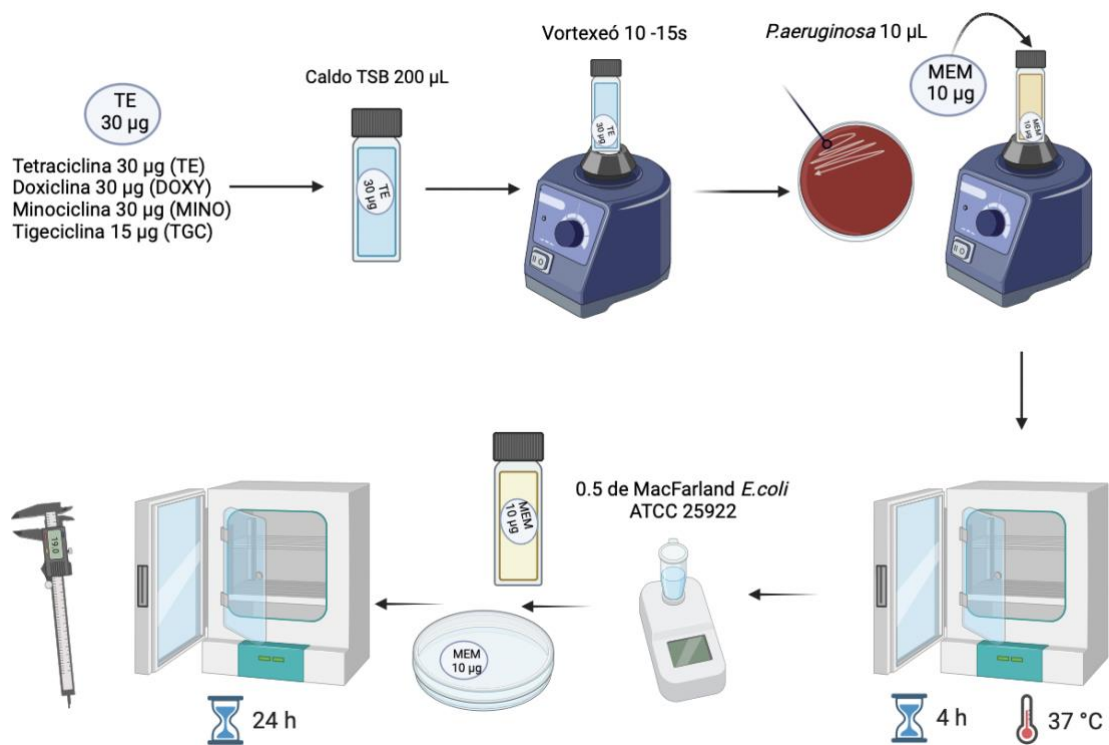 TE
30 µg
Tetraciclina 30 µg (TE)
Doxiclina 30 µg (DOXY)
Minociclina 30 µg (MINO)
Tigeciclina 15 µg (TGC)
Caldo TSB 200 µL
TE
30 µg
Vortexeó 10 -15s
TE
30 µg
P.aeruginosa 10 µL
MEM
10 µg
MEM
10 µg
4 h
37 °C
0.5 de MacFarland E.coli
ATCC 25922
MEM
10 µg
MEM
10 µg
24 h
19.0